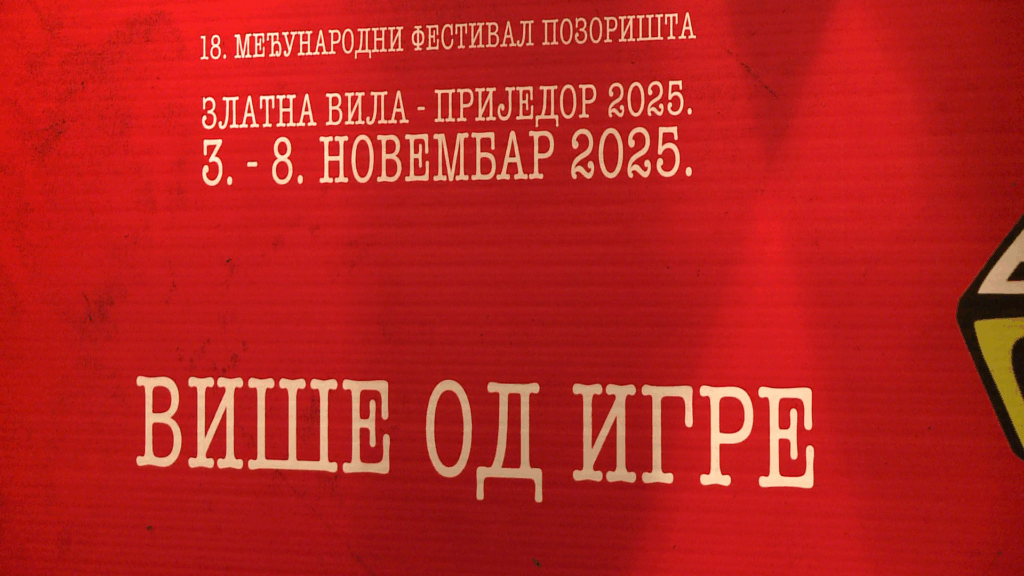 18. МЕЂУНАРОДНИ ФЕСТИВАЛ ПОЗОРИШТА
ЗЛАТНА ВИЛА - ПРИЈЕДОР 2025.
3. - 8. НОВЕМБАР 2025.
ВИШЕ ОД ИГРЕ